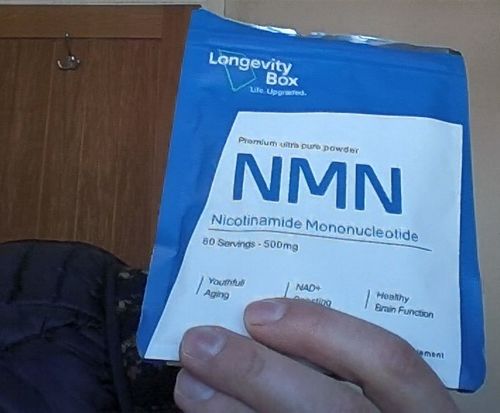 Longevity
Box
Life. Upgraded.
Premium ultra pure powder
NMN
Nicotinamide Mononucleotide
60 Servings - 500mg
Youthfull
Aging
NAD+
Healthy
Brain Function